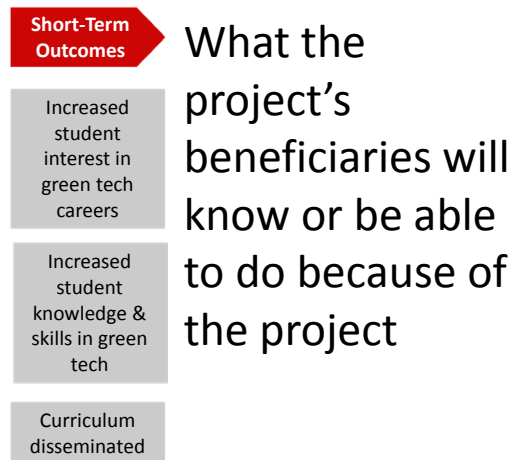 Short-Term
Outcomes
Increased
student
interest in
green tech
careers
Increased
student
knowledge &
skills in green
tech
Curriculum
disseminated
What the
project’s
beneficiaries will
know or be able
to do because of
the project